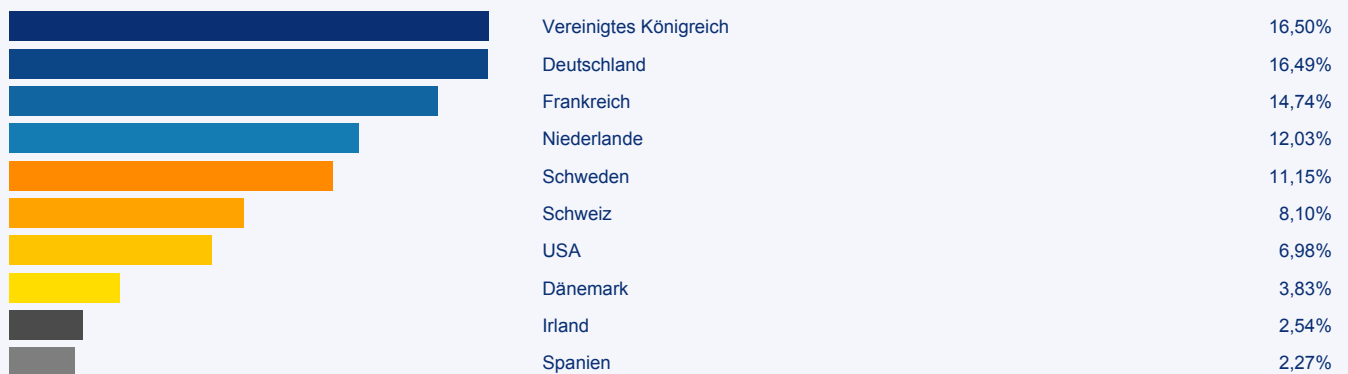 Vereinigtes Königreich 16,50%
Deutschland 16,49%
Frankreich 14,74%
Niederlande 12,03%
Schweden 11,15%
Schweiz 8,10%
USA 6,98%
Dänemark 3,83%
Irland 2,54%
Spanien 2,27%